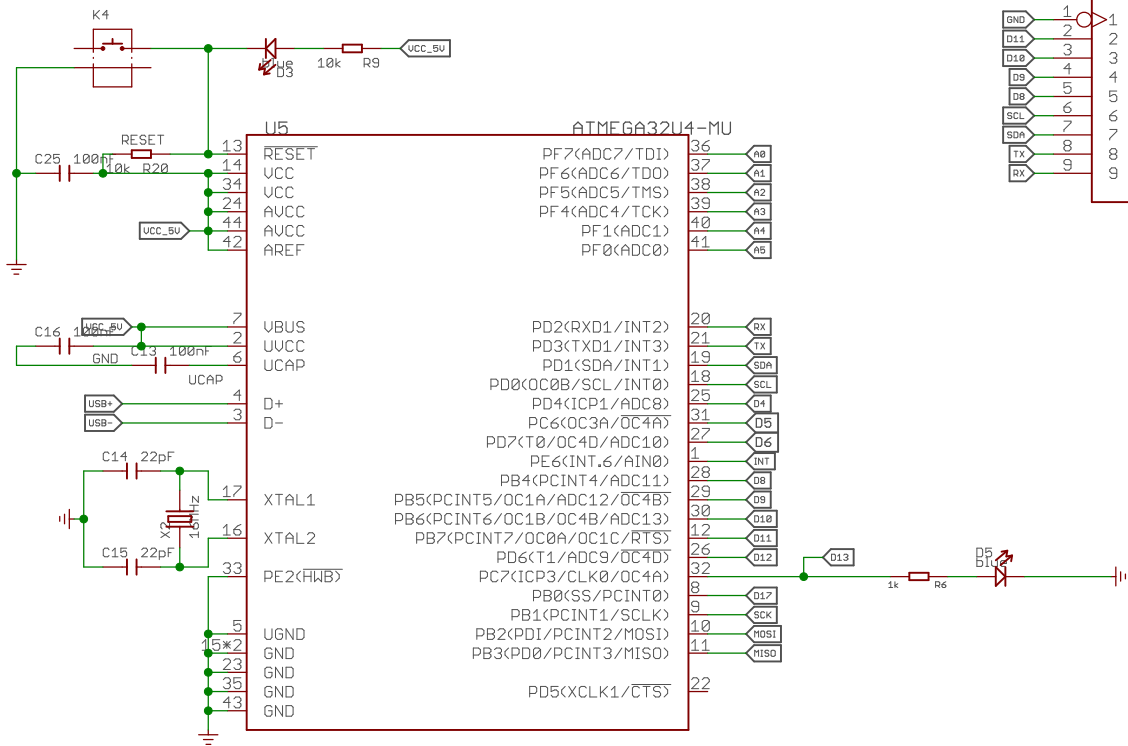 K4
blue
D3
10k R9
VCC_5V
GND 1 1
D11 2 2
D10 3 3
D9 4 4
D8 5 5
SCL 6 6
SDA 7 7
TX 8 8
RX 9 9
U5 ATMEGA32U4-MU
RESET
C25 100nF
10k R20
VCC_5V
13 RESET
14 VCC
34 VCC
24 AVCC
44 AVCC
42 AREF
VCC_5V
C16 100nF
GND
C13 100nF
UCAP
7 VBUS
2 UVCC
6 UCAP
USB+ 4 D+
USB- 3 D-
C14 22pF
X2
16mHz
C15 22pF
17 XTAL1
16 XTAL2
33 PE2(HWB)
5 UGND
15*2 GND
23 GND
35 GND
43 GND
PF7(ADC7/TDI) 36 A0
PF6(ADC6/TDO) 37 A1
PF5(ADC5/TMS) 38 A2
PF4(ADC4/TCK) 39 A3
PF1(ADC1) 40 A4
PF0(ADC0) 41 A5
PD2(RXD1/INT2) 20 RX
PD3(TXD1/INT3) 21 TX
PD1(SDA/INT1) 19 SDA
PD0(OC0B/SCL/INT0) 18 SCL
PD4(ICP1/ADC8) 25 D4
PC6(OC3A/OC4A) 31 D5
PD7(T0/OC4D/ADC10) 27 D6
PE6(INT.6/AIN0) 1 INT
PB4(PCINT4/ADC11) 28 D8
PB5(PCINT5/OC1A/ADC12/OC4B) 29 D9
PB6(PCINT6/OC1B/OC4B/ADC13) 30 D10
PB7(PCINT7/OC0A/OC1C/RTS) 12 D11
PD6(T1/ADC9/OC4D) 26 D12
PC7(ICP3/CLK0/OC4A) 32
D13
1k R6
D5
blue
PB0(SS/PCINT0) 8 D17
PB1(PCINT1/SCLK) 9 SCK
PB2(PDI/PCINT2/MOSI) 10 MOSI
PB3(PD0/PCINT3/MISO) 11 MISO
PD5(XCLK1/CTS) 22